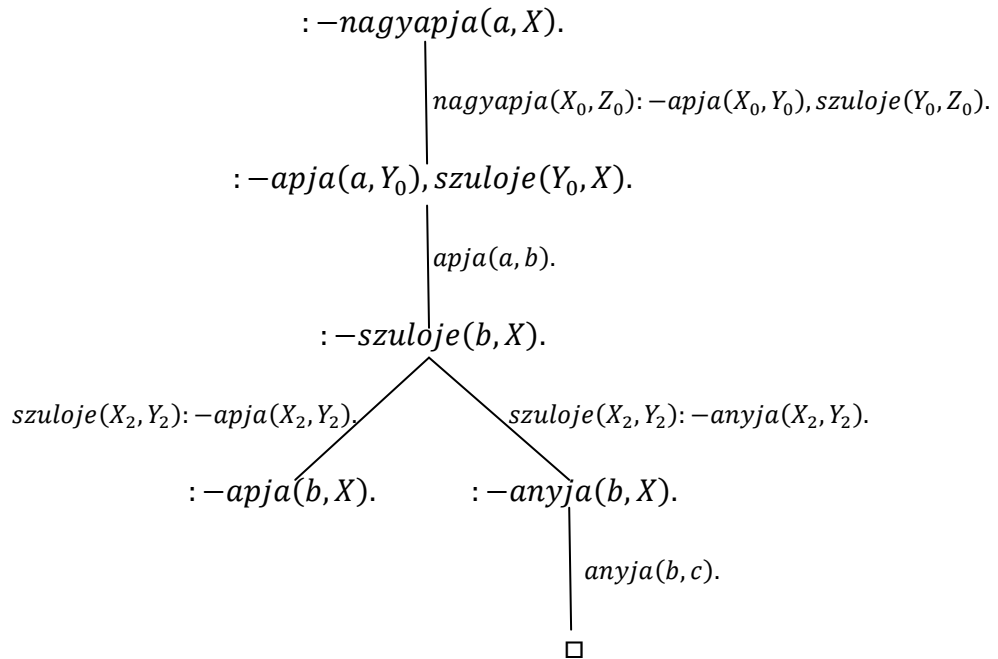 :−nagyapja(a, X).
nagyapja(X₀, Z₀):−apja(X₀, Y₀), szuloje(Y₀, Z₀).
:−apja(a, Y₀), szuloje(Y₀, X).
apja(a, b).
:−szuloje(b, X).
szuloje(X₂, Y₂):−apja(X₂, Y₂).
szuloje(X₂, Y₂):−anyja(X₂, Y₂).
:−apja(b, X).
:−anyja(b, X).
anyja(b, c).
□